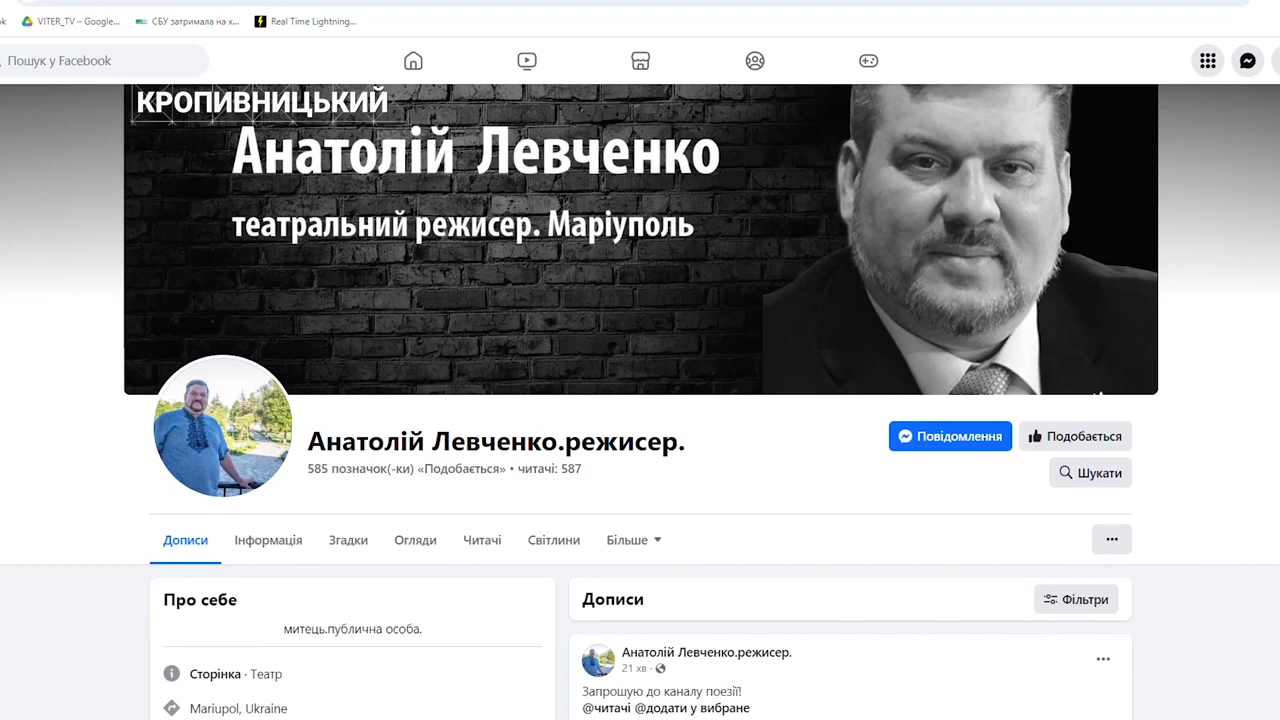 VITER_TV – Google...
СБУ затримала на х...
Real Time Lightning...
Пошук у Facebook
КРОПИВНИЦЬКИЙ
Анатолій Левченко
театральний режисер. Маріуполь
Анатолій Левченко.режисер.
585 позначок(-ки) «Подобається» • читачі: 587
Повідомлення
Подобається
Шукати
Дописи Інформація Згадки Огляди Читачі Світлини Більше
Про себе
митець.публична особа.
Сторінка · Театр
Mariupol, Ukraine
Дописи
Фільтри
Анатолій Левченко.режисер.
21 хв ·
Запрошую до каналу поезії!
@читачі @додати у вибране